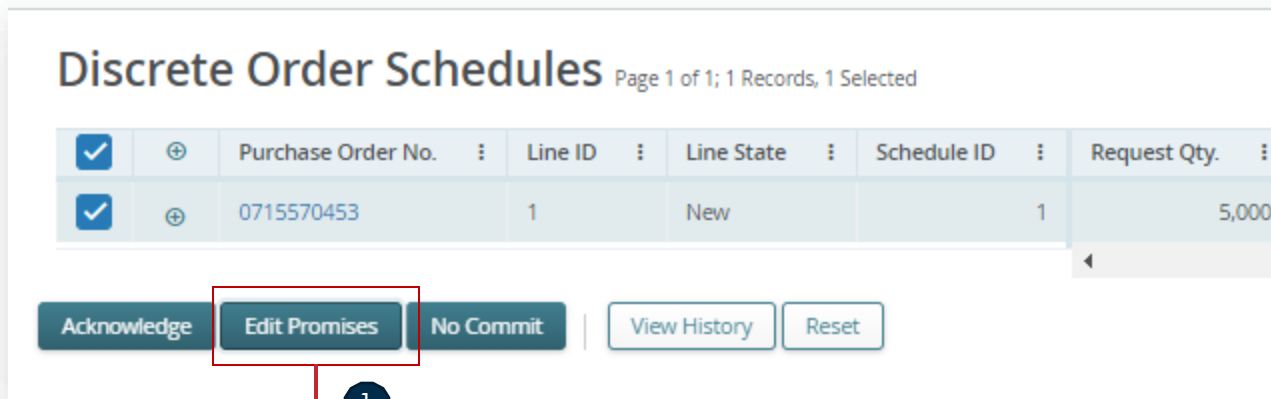 Discrete Order Schedules Page 1 of 1; 1 Records, 1 Selected
Purchase Order No. Line ID Line State Schedule ID Request Qty.
0715570453 1 New 1 5,000
Acknowledge Edit Promises No Commit View History Reset
1